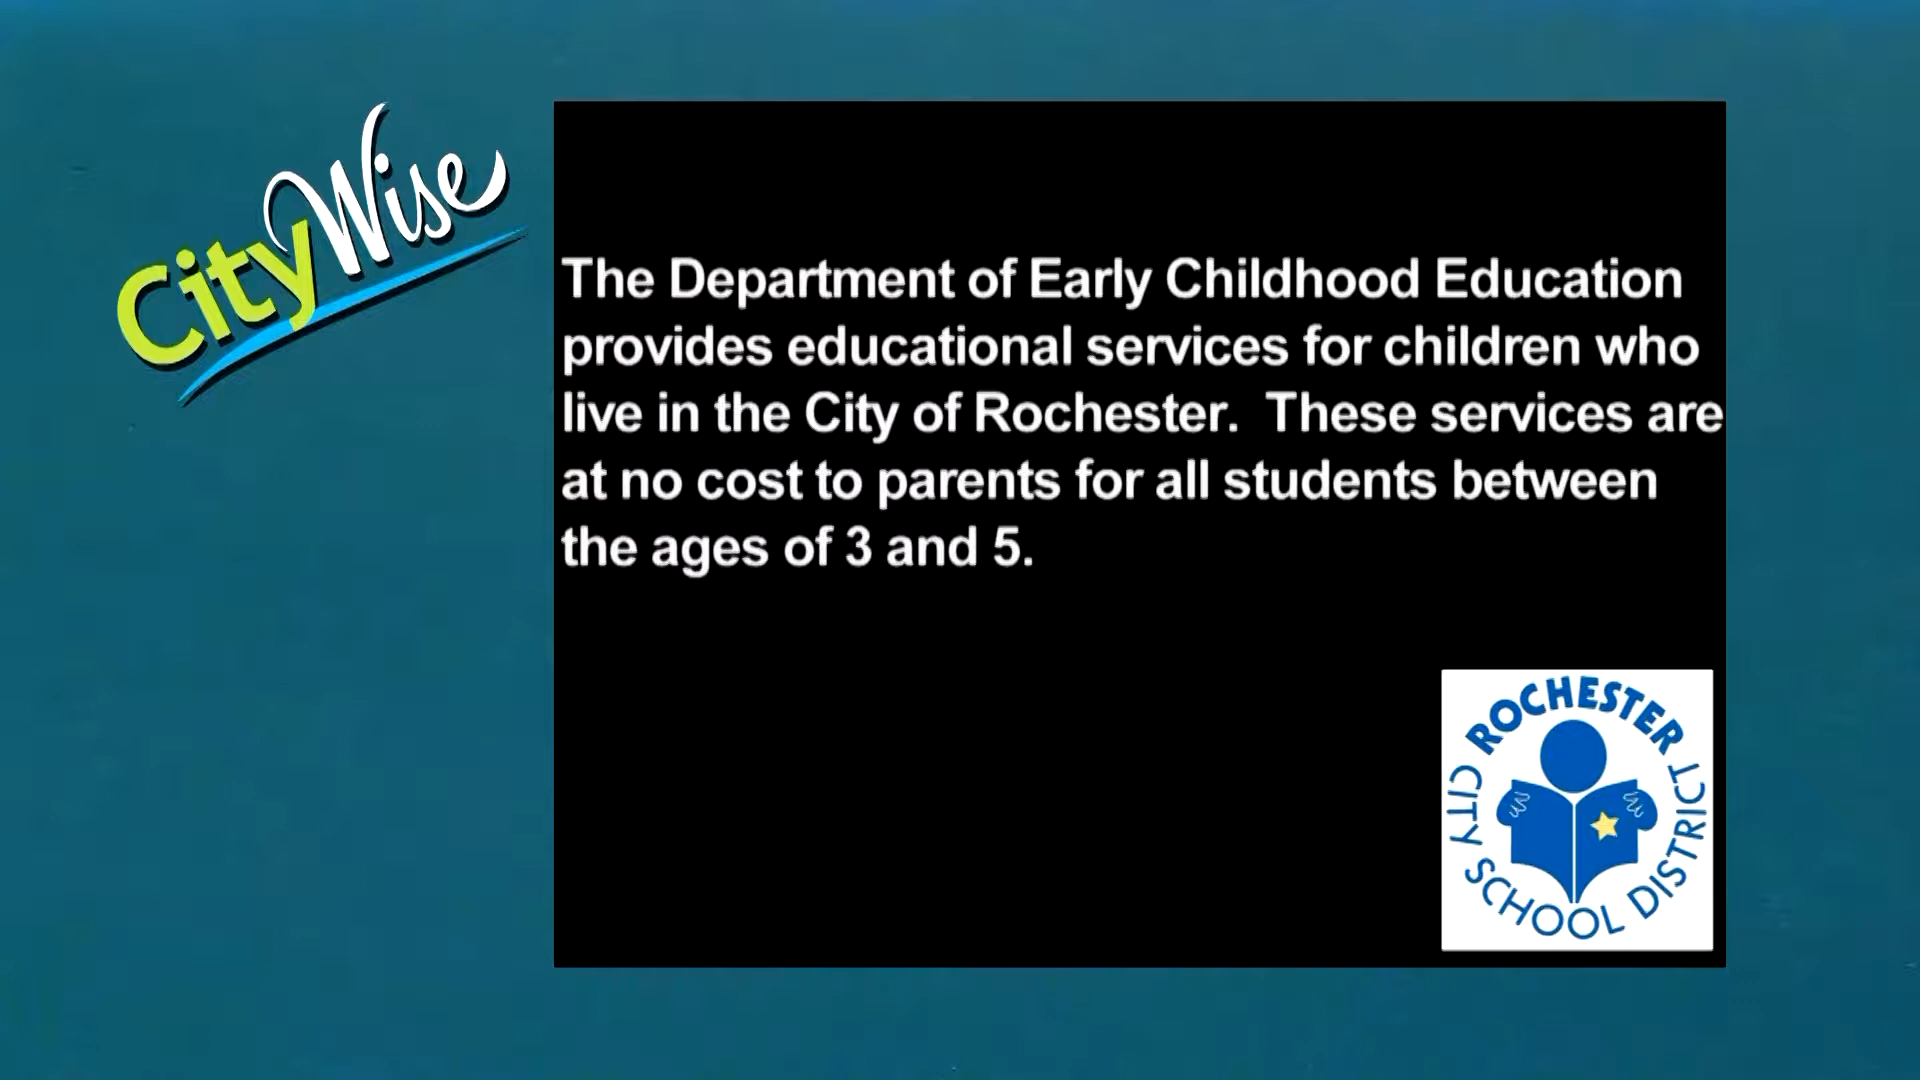 CityWise
The Department of Early Childhood Education
provides educational services for children who
live in the City of Rochester.  These services are
at no cost to parents for all students between
the ages of 3 and 5.
ROCHESTER
CITY SCHOOL DISTRICT